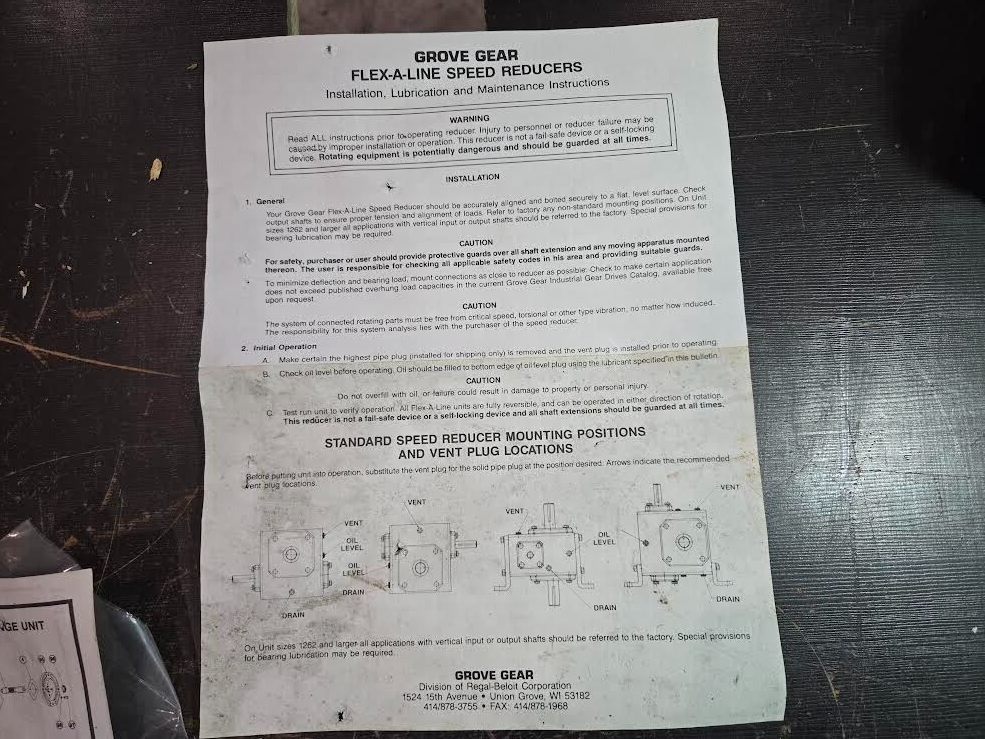 GROVE GEAR
FLEX-A-LINE SPEED REDUCERS
Installation, Lubrication and Maintenance Instructions
WARNING
Read ALL instructions prior to operating reducer. Injury to personnel or reducer failure may be
caused by improper installation or operation. This reducer is not a fail-safe device or a self-locking
device. Rotating equipment is potentially dangerous and should be guarded at all times.
INSTALLATION
1. General
Your Grove Gear Flex-A-Line Speed Reducer should be accurately aligned and bolted securely to a flat, level surface. Check
output shafts to ensure proper tension and alignment of loads. Refer to factory any non-standard mounting positions. On Unit
sizes 1262 and larger all applications with vertical input or output shafts should be referred to the factory. Special provisions for
bearing lubrication may be required.
CAUTION
For safety, purchaser or user should provide protective guards over all shaft extension and any moving apparatus mounted
thereon. The user is responsible for checking all applicable safety codes in his area and providing suitable guards.
To minimize deflection and bearing load, mount connections as close to reducer as possible. Check to make certain application
does not exceed published overhung load capacities in the current Grove Gear Industrial Gear Drives Catalog, available free
upon request.
CAUTION
The system of connected rotating parts must be free from critical speed, torsional or other type vibration, no matter how induced.
The responsibility for this system analysis lies with the purchaser of the speed reducer.
2. Initial Operation
A. Make certain the highest pipe plug (installed for shipping only) is removed and the vent plug is installed prior to operating.
B. Check oil level before operating. Oil should be filled to bottom edge of oil level plug using the lubricant specified in this bulletin.
CAUTION
Do not overfill with oil, or failure could result in damage to property or personal injury.
C. Test run unit to verify operation. All Flex-A-Line units are fully reversible, and can be operated in either direction of rotation.
This reducer is not a fail-safe device or a self-locking device and all shaft extensions should be guarded at all times.
STANDARD SPEED REDUCER MOUNTING POSITIONS
AND VENT PLUG LOCATIONS
Before putting unit into operation, substitute the vent plug for the solid pipe plug at the position desired. Arrows indicate the recommended
vent plug locations.
VENT
OIL
LEVEL
DRAIN
VENT
OIL
LEVEL
DRAIN
VENT
OIL
LEVEL
DRAIN
VENT
DRAIN
On Unit sizes 1262 and larger all applications with vertical input or output shafts should be referred to the factory. Special provisions
for bearing lubrication may be required.
GROVE GEAR
Division of Regal-Beloit Corporation
1524 15th Avenue • Union Grove, WI 53182
414/878-3755 • FAX: 414/878-1968
NGE UNIT